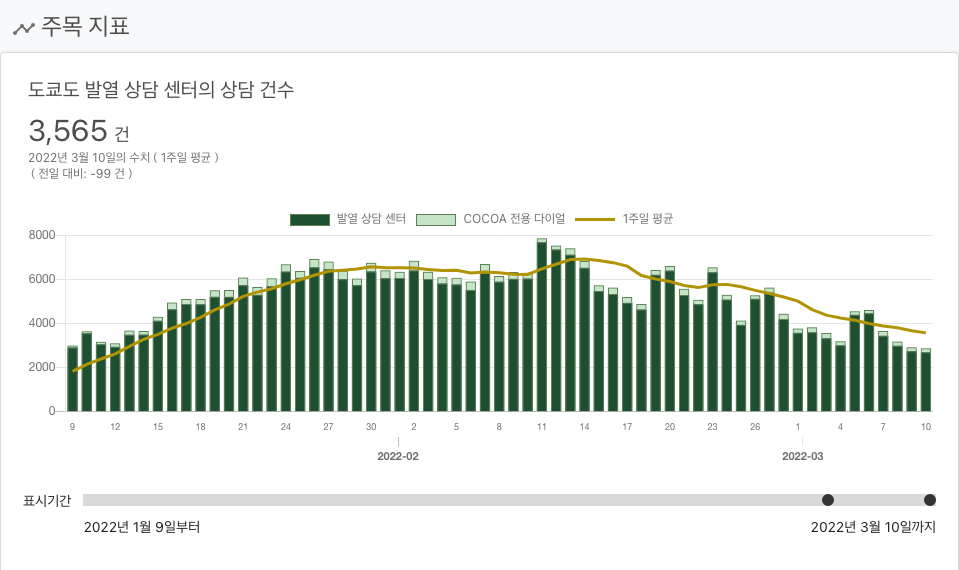 주목 지표
도쿄도 발열 상담 센터의 상담 건수
3,565 건
2022년 3월 10일의 수치 ( 1주일 평균 )
( 전일 대비: -99 건 )
발열 상담 센터 COCOA 전용 다이얼 1주일 평균
8000
6000
4000
2000
0
9 12 15 18 21 24 27 30 2 5 8 11 14 17 20 23 26 1 4 7 10
2022-02 2022-03
표시기간
2022년 1월 9일부터 2022년 3월 10일까지